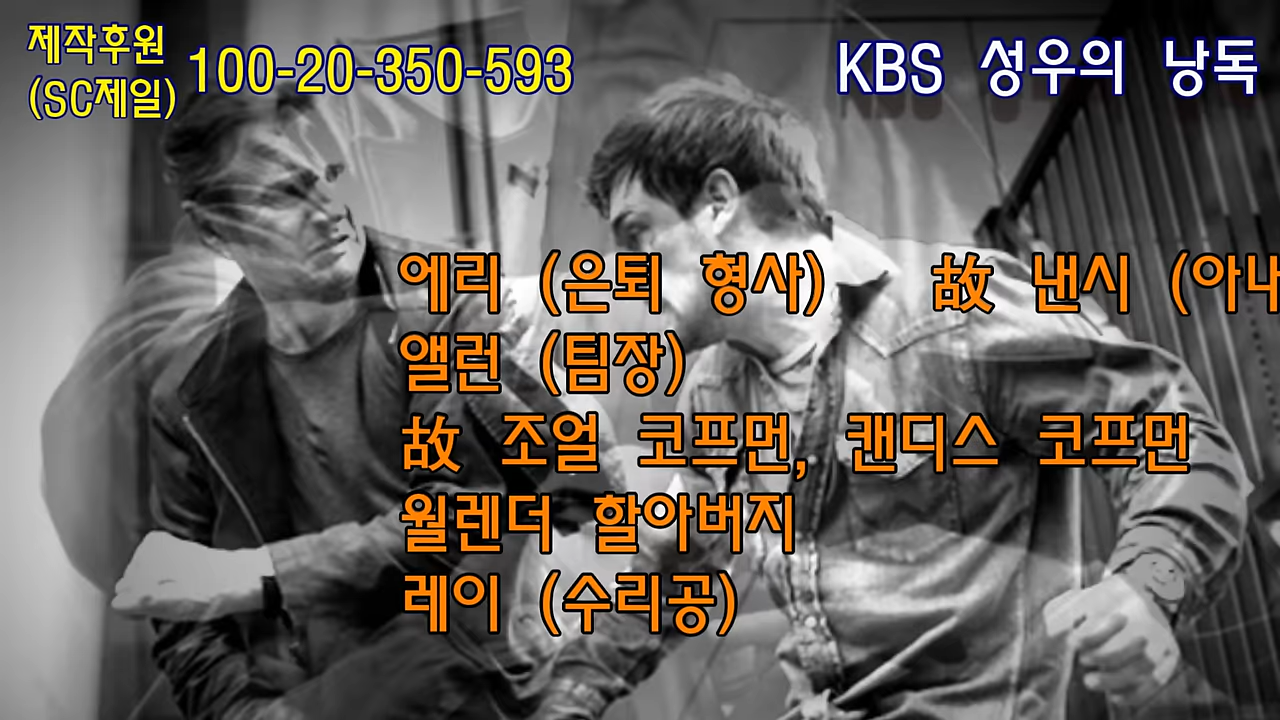 제작후원
(SC제일) 100-20-350-593
KBS 성우의 낭독
에리 (은퇴 형사) 故 낸시 (아내
앨런 (팀장)
故 조얼 코프먼, 캔디스 코프먼
월렌더 할아버지
레이 (수리공)